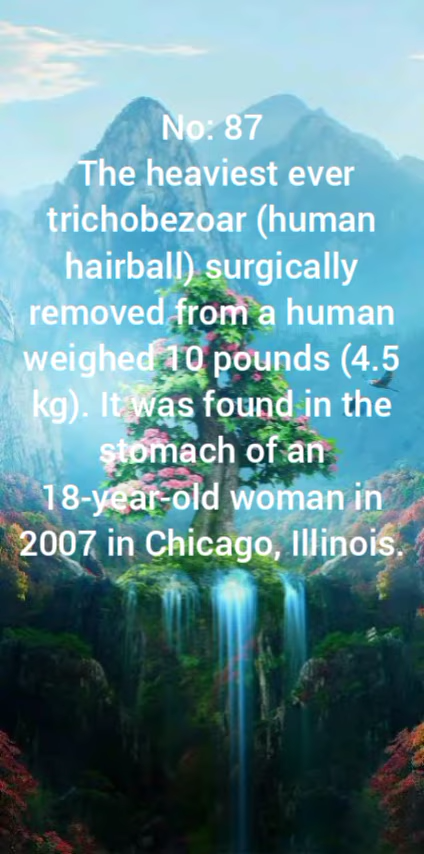 No: 87
The heaviest ever
trichobezoar (human
hairball) surgically
removed from a human
weighed 10 pounds (4.5
kg). It was found in the
stomach of an
18-year-old woman in
2007 in Chicago, Illinois.